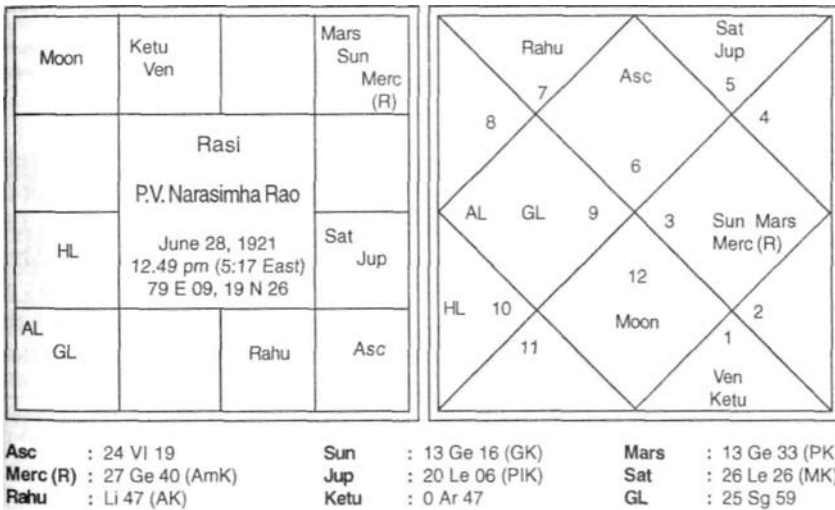 Moon
Ketu
Ven
Mars
Sun
Merc
(R)
Rasi
P.V. Narasimha Rao
June 28, 1921
12.49 pm (5:17 East)
79 E 09, 19 N 26
HL
Sat
Jup
AL
GL
Rahu
Asc
Rahu
7
Asc
Sat
Jup
5
8
4
6
AL GL 9
3 Sun Mars
Merc (R)
12
HL 10
Moon
2
11
1
Ven
Ketu
Asc : 24 VI 19 Sun : 13 Ge 16 (GK) Mars : 13 Ge 33 (PK
Merc (R) : 27 Ge 40 (AmK) Jup : 20 Le 06 (PIK) Sat : 26 Le 26 (MK)
Rahu : Li 47 (AK) Ketu : 0 Ar 47 GL : 25 Sg 59